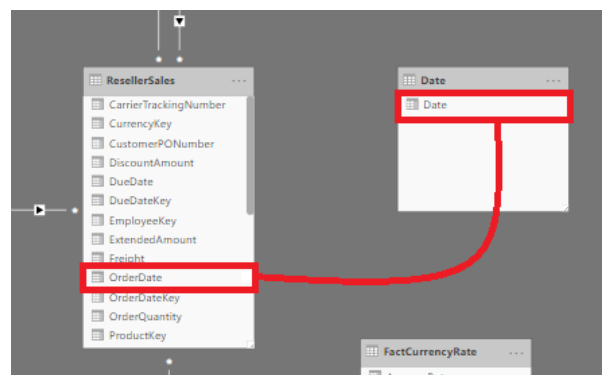 ResellerSales
CarrierTrackingNumber
CurrencyKey
CustomerPONumber
DiscountAmount
DueDate
DueDateKey
EmployeeKey
ExtendedAmount
Freight
OrderDate
OrderDateKey
OrderQuantity
ProductKey
Date
Date
FactCurrencyRate